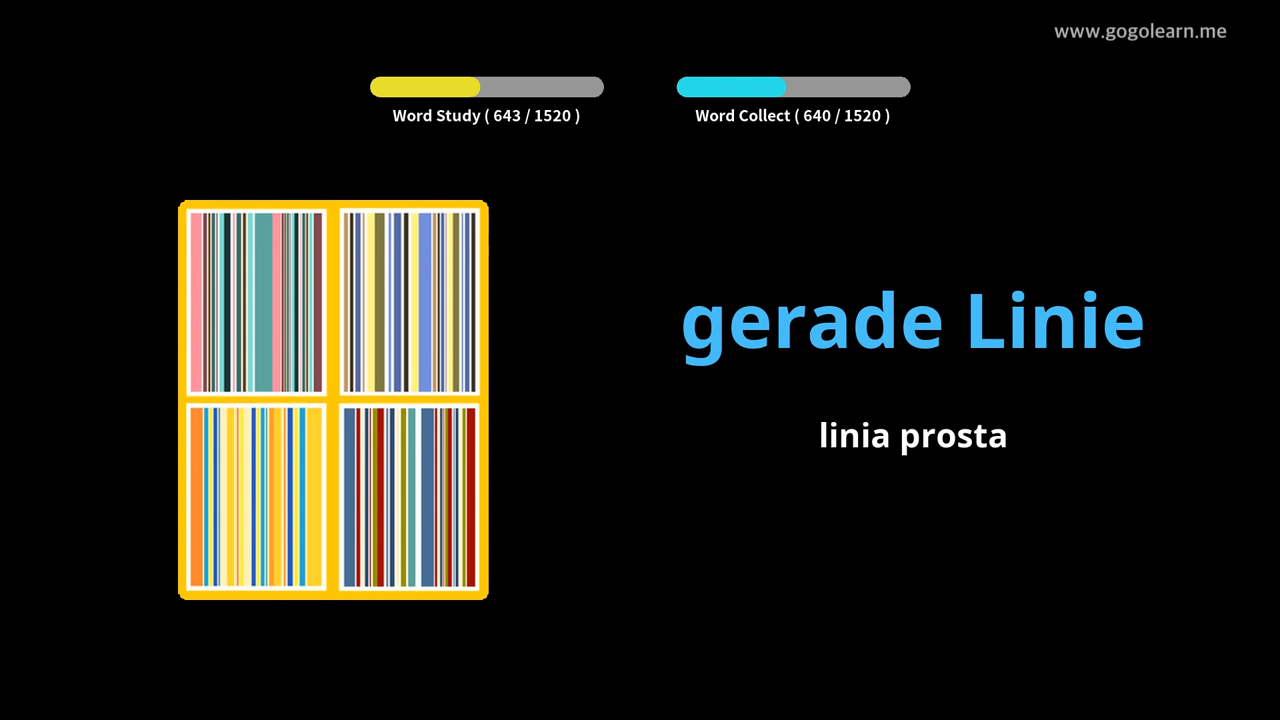 www.gogolearn.me
Word Study ( 643 / 1520 )
Word Collect ( 640 / 1520 )
gerade Linie
linia prosta